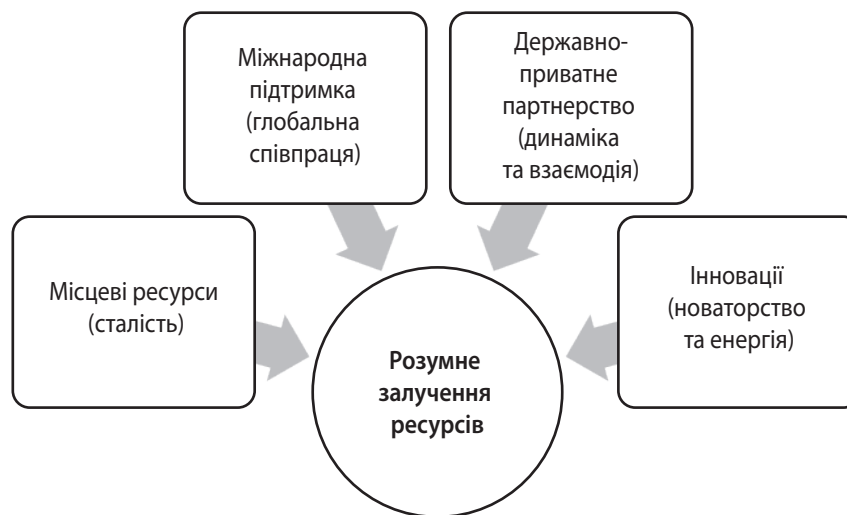 Міжнародна
підтримка
(глобальна
співпраця)
Державно-
приватне
партнерство
(динаміка
та взаємодія)
Місцеві ресурси
(сталість)
Інновації
(новаторство
та енергія)
Розумне
залучення
ресурсів